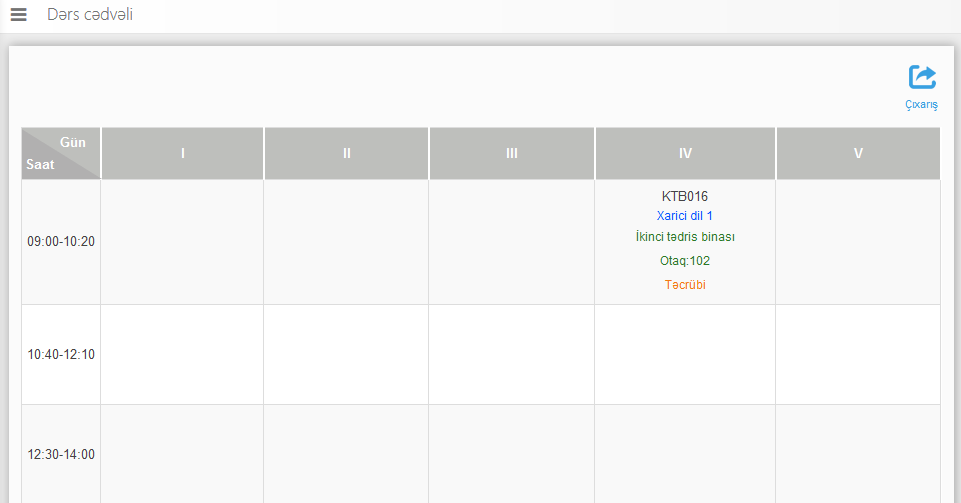 Dərs cədvəli
Çıxarış
Gün
Saat
I
II
III
IV
V
09:00-10:20
KTB016
Xarici dil 1
İkinci tədris binası
Otaq:102
Təcrübi
10:40-12:10
12:30-14:00